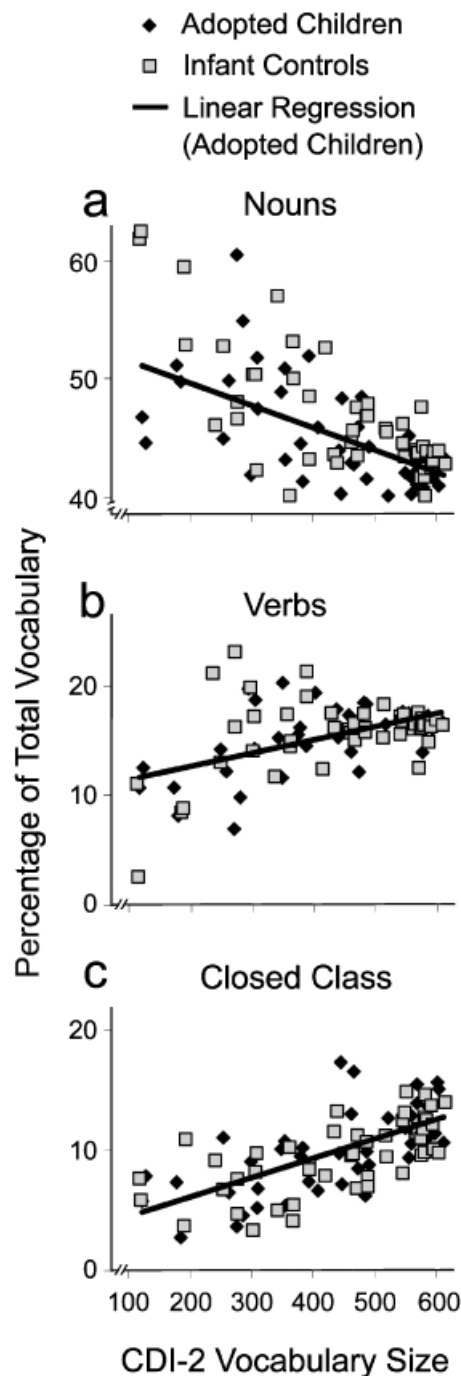 Adopted Children
Infant Controls
Linear Regression
(Adopted Children)
a
Nouns
60
50
40
b
Verbs
20
10
0
c
Closed Class
20
10
0
100 200 300 400 500 600
CDI-2 Vocabulary Size
Percentage of Total Vocabulary